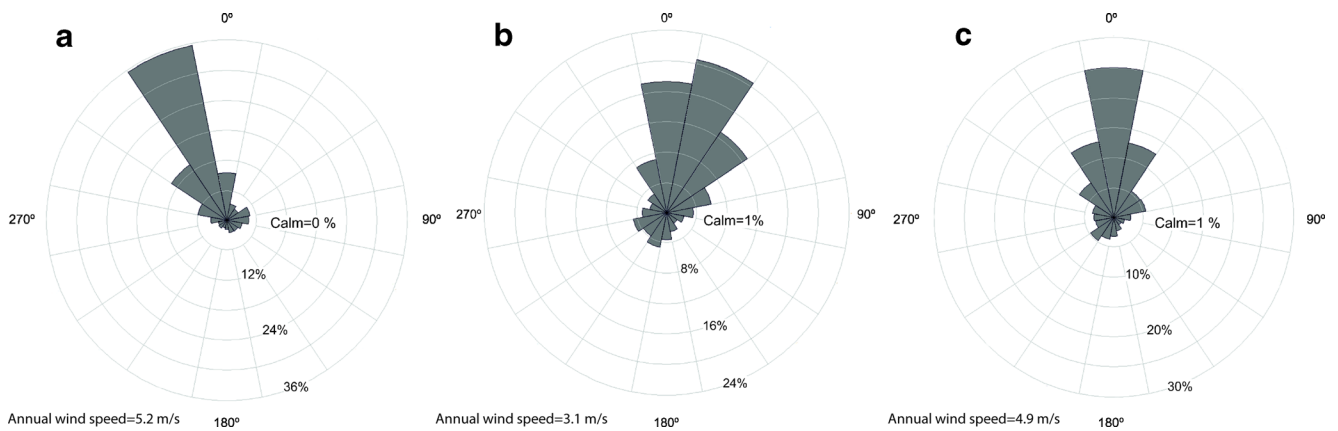 a
0º
270º
90º
Calm=0 %
12%
24%
36%
Annual wind speed=5.2 m/s
180º
b
0º
270º
90º
Calm=1%
8%
16%
24%
Annual wind speed=3.1 m/s
180º
c
0º
270º
90º
Calm=1 %
10%
20%
30%
Annual wind speed=4.9 m/s
180º